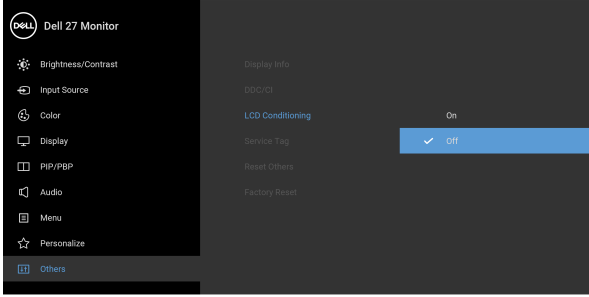 DELL
Dell 27 Monitor
Brightness/Contrast
Input Source
Color
Display
PIP/PBP
Audio
Menu
Personalize
Others
Display Info
DDC/CI
LCD Conditioning
Service Tag
Reset Others
Factory Reset
On
Off